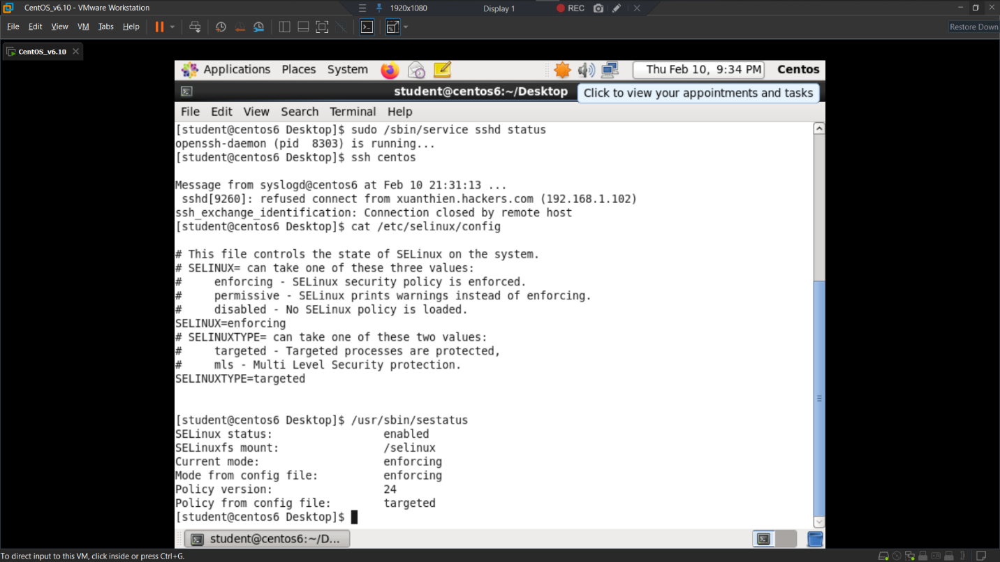 CentOS_v6.10 - VMware Workstation
1920x1080
Display 1
REC
File Edit View VM Tabs Help
Restore Down
CentOS_v6.10
Applications Places System
Thu Feb 10, 9:34 PM
Centos
student@centos6:~/Desktop
Click to view your appointments and tasks
File Edit View Search Terminal Help
[student@centos6 Desktop]$ sudo /sbin/service sshd status
openssh-daemon (pid  8303) is running...
[student@centos6 Desktop]$ ssh centos
Message from syslogd@centos6 at Feb 10 21:31:13 ...
 sshd[9260]: refused connect from xuanthien.hackers.com (192.168.1.102)
ssh_exchange_identification: Connection closed by remote host
[student@centos6 Desktop]$ cat /etc/selinux/config
# This file controls the state of SELinux on the system.
# SELINUX= can take one of these three values:
#     enforcing - SELinux security policy is enforced.
#     permissive - SELinux prints warnings instead of enforcing.
#     disabled - No SELinux policy is loaded.
SELINUX=enforcing
# SELINUXTYPE= can take one of these two values:
#     targeted - Targeted processes are protected,
#     mls - Multi Level Security protection.
SELINUXTYPE=targeted
[student@centos6 Desktop]$ /usr/sbin/sestatus
SELinux status:                 enabled
SELinuxfs mount:                /selinux
Current mode:                   enforcing
Mode from config file:          enforcing
Policy version:                 24
Policy from config file:        targeted
[student@centos6 Desktop]$
student@centos6:~/D...
To direct input to this VM, click inside or press Ctrl+G.